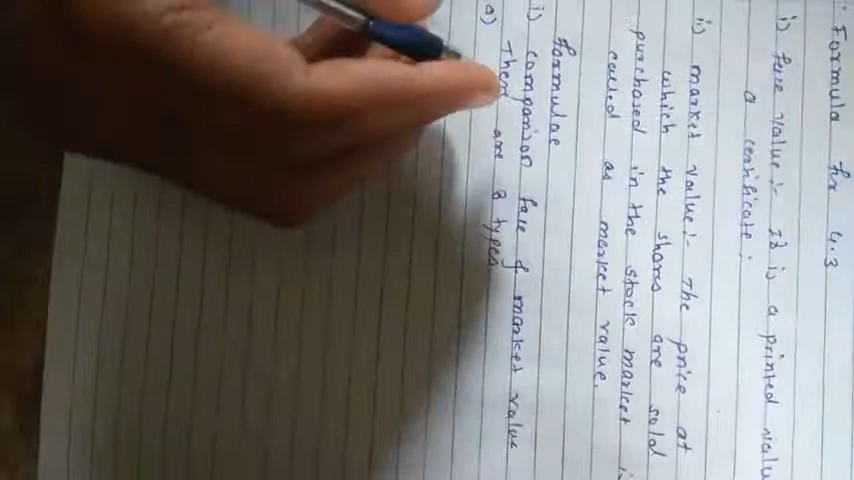 Formula for 4.3
i) face value :- It is a printed value
a certificate :
ii) market value :- The price at
which the shares are sold
purchased in the stock market
called as market value.
formulae
i) comparison face & market value
a) There are 3 types